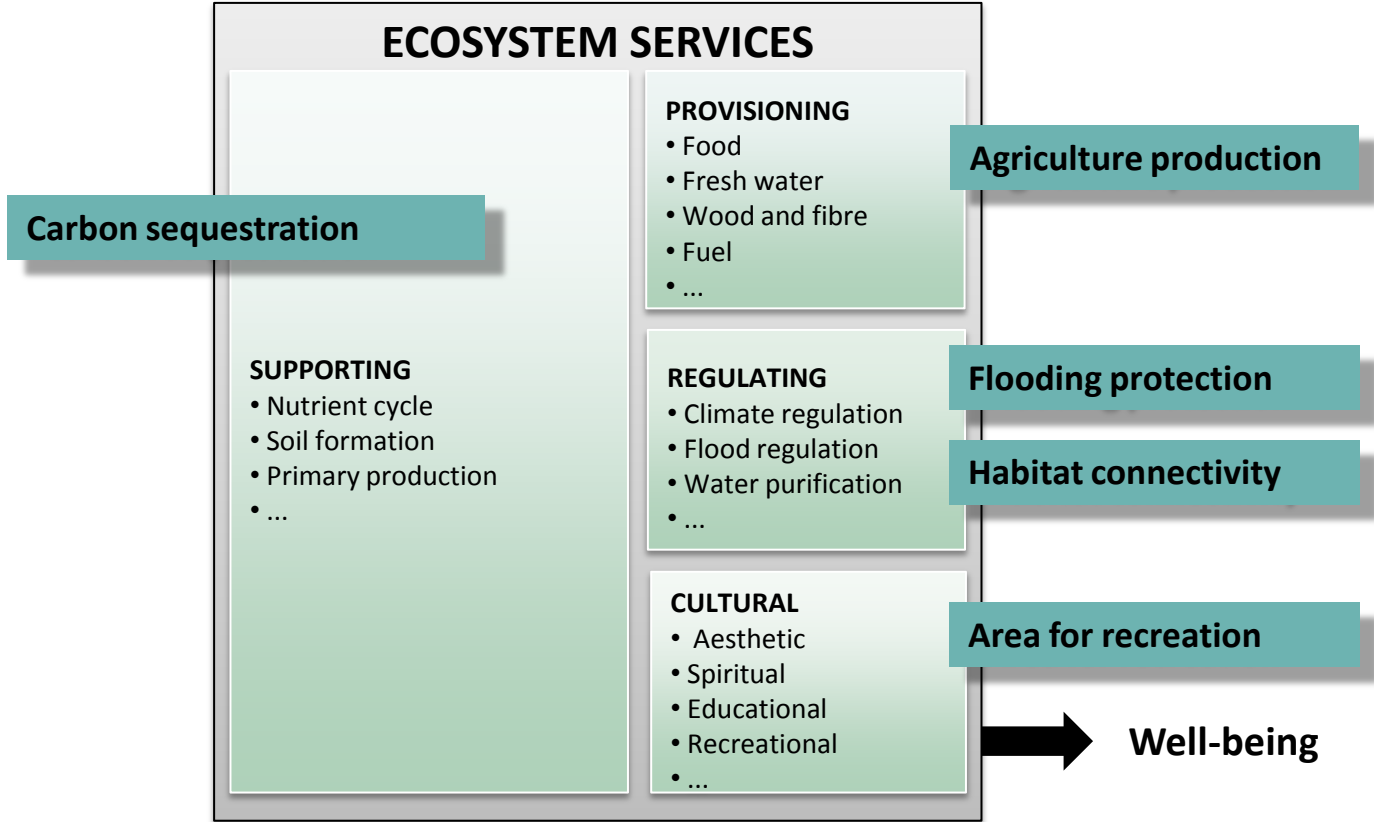 ECOSYSTEM SERVICES
Carbon sequestration
SUPPORTING
• Nutrient cycle
• Soil formation
• Primary production
• ...
PROVISIONING
• Food
• Fresh water
• Wood and fibre
• Fuel
• ...
Agriculture production
REGULATING
• Climate regulation
• Flood regulation
• Water purification
• ...
Flooding protection
Habitat connectivity
CULTURAL
• Aesthetic
• Spiritual
• Educational
• Recreational
• ...
Area for recreation
Well-being